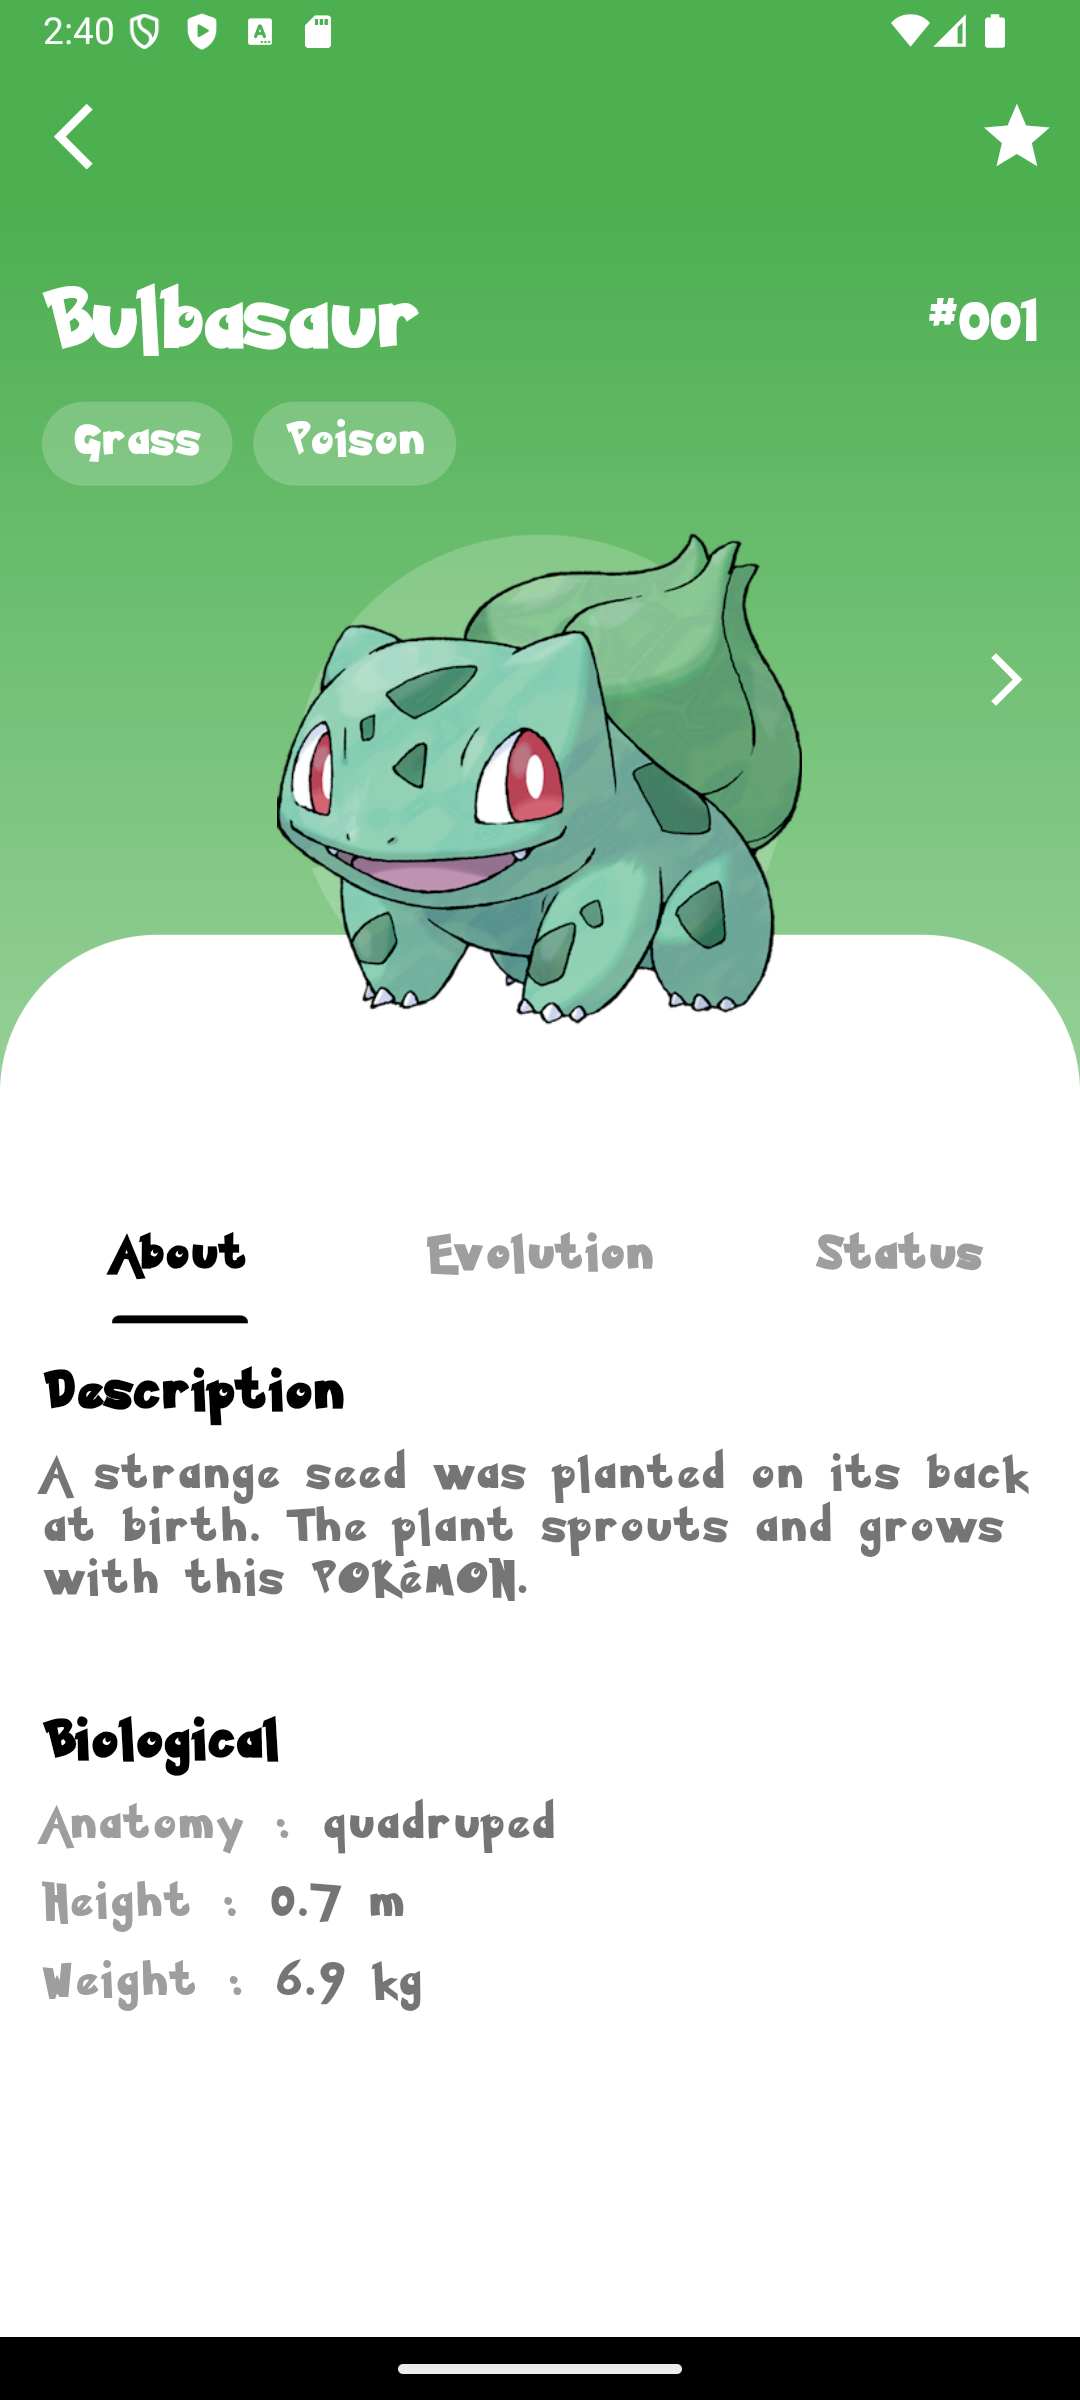 2:40
Bulbasaur #001
Grass Poison
About Evolution Status
Description
A strange seed was planted on its back
at birth. The plant sprouts and grows
with this POKéMON.
Biological
Anatomy : quadruped
Height : 0.7 m
Weight : 6.9 kg